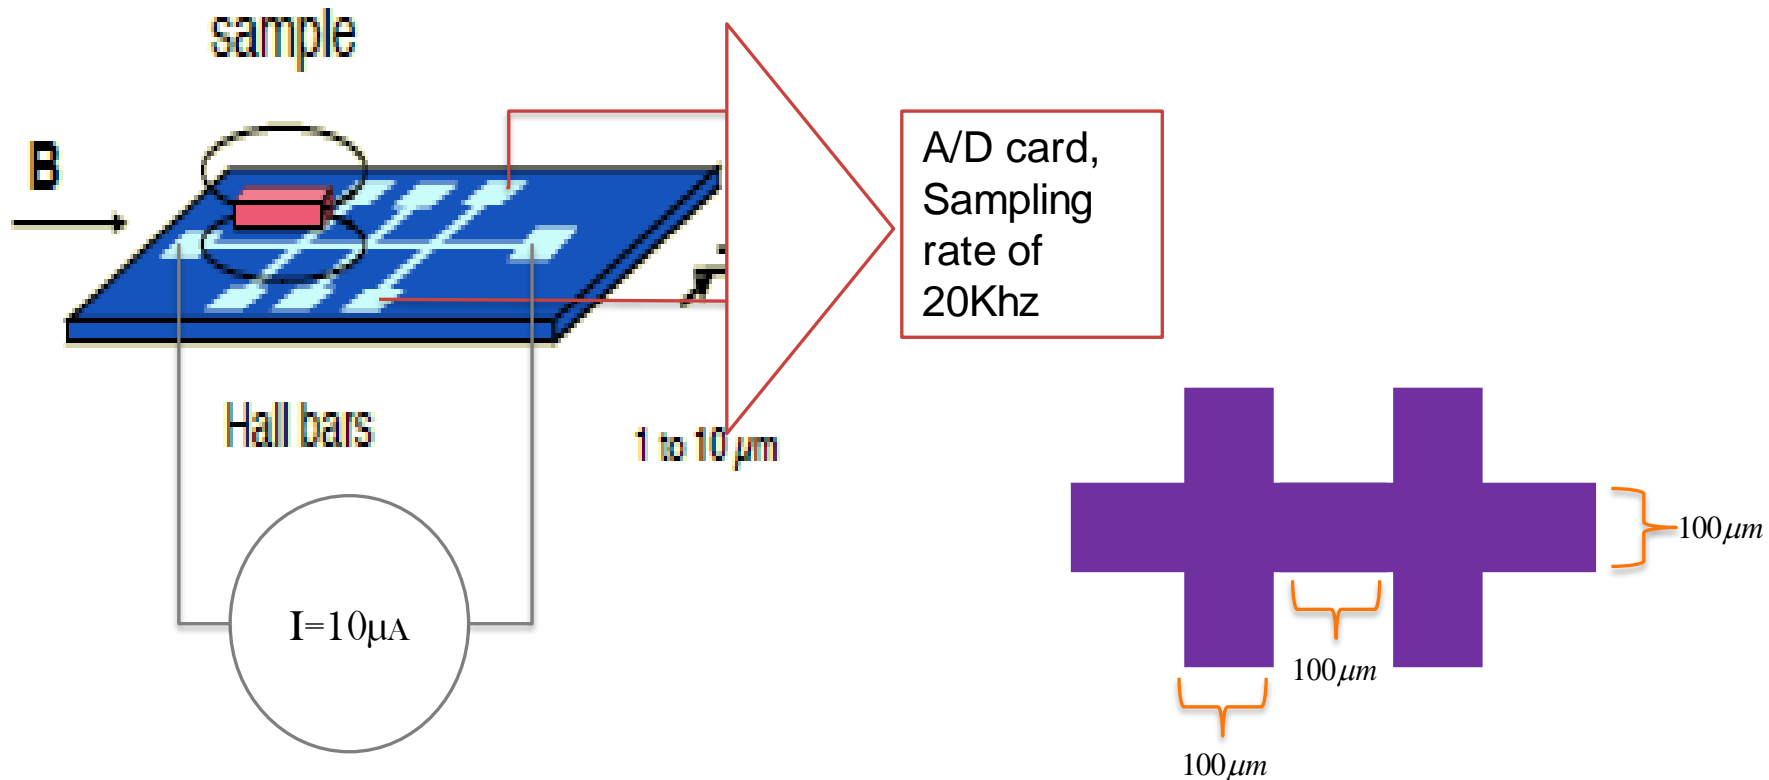 sample
B
A/D card,
Sampling
rate of
20Khz
Hall bars
1 to 10 μm
I=10μA
100μm
100μm
100μm